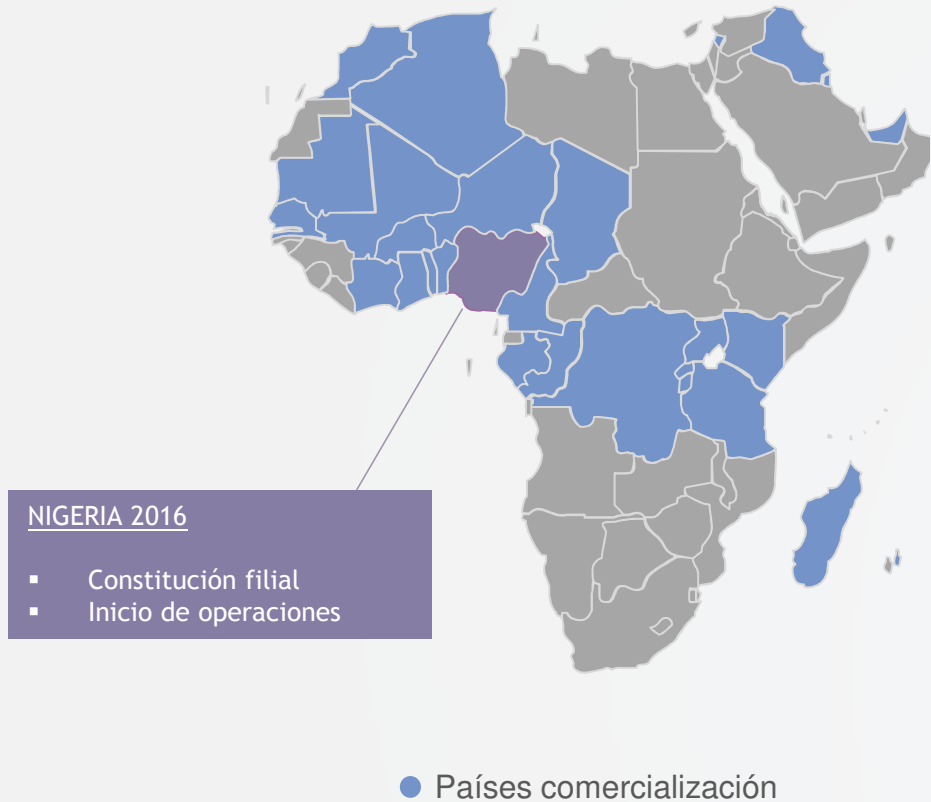 NIGERIA 2016
▪ Constitución filial
▪ Inicio de operaciones
Países comercialización